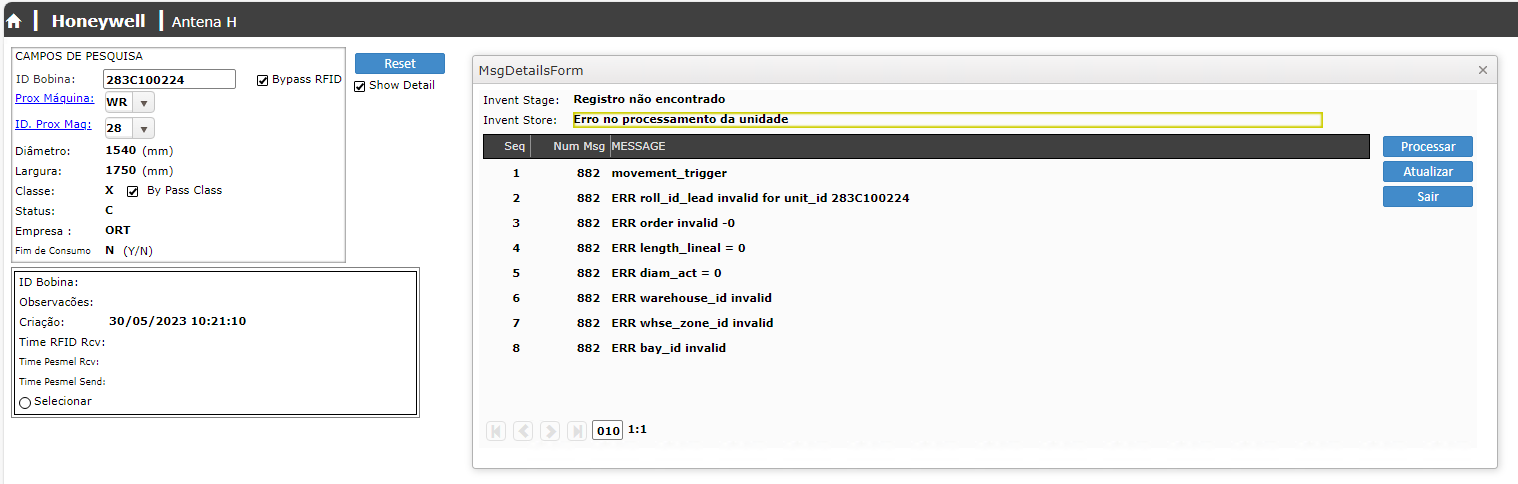 Honeywell Antena H
CAMPOS DE PESQUISA
ID Bobina: 283C100224 Bypass RFID
Prox Máquina: WR
ID. Prox Maq: 28
Diâmetro: 1540 (mm)
Largura: 1750 (mm)
Classe: X By Pass Class
Status: C
Empresa : ORT
Fim de Consumo N (Y/N)
Reset
Show Detail
ID Bobina:
Observacões:
Criação: 30/05/2023 10:21:10
Time RFID Rcv:
Time Pesmel Rcv:
Time Pesmel Send:
Selecionar
MsgDetailsForm
Invent Stage: Registro não encontrado
Invent Store: Erro no processamento da unidade
Seq Num Msg MESSAGE
1 882 movement_trigger
2 882 ERR roll_id_lead invalid for unit_id 283C100224
3 882 ERR order invalid -0
4 882 ERR length_lineal = 0
5 882 ERR diam_act = 0
6 882 ERR warehouse_id invalid
7 882 ERR whse_zone_id invalid
8 882 ERR bay_id invalid
010 1:1
Processar
Atualizar
Sair